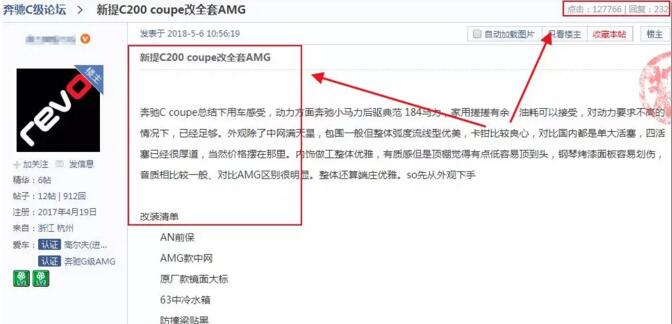 奔驰C级论坛 > 新提C200 coupe改全套AMG
点击：127766 | 回复：232
发表于 2018-5-6 10:56:19
自动加载图片
只看楼主
收藏本帖
楼主
新提C200 coupe改全套AMG
楼主
revo
奔驰C coupe总结下用车感受，动力方面奔驰小马力后驱典范 184马力，家用搓搓有余，油耗可以接受，对动力要求不高的
情况下，已经足够。外观除了中网满天星，包围一般但整体弧度流线型优美，卡钳比较良心，对比国内都是单大活塞，四活
塞已经很厚道，当然价格摆在那里。内饰做工整体优雅，有质感但是顶棚觉得有点低容易顶到头，钢琴烤漆面板容易划伤，
音质相比较一般、对比AMG区别很明显。整体还算端庄优雅。so先从外观下手
加关注
发信息
精华：6帖
帖子：12帖 | 912回
注册：2017年4月19日
来自：浙江 杭州
爱车：认证 高尔夫(进...
认证 奔驰G级AMG
改装清单
AN前保
AMG款中网
原厂款镜面大标
63中冷水箱
防撞梁贴黑